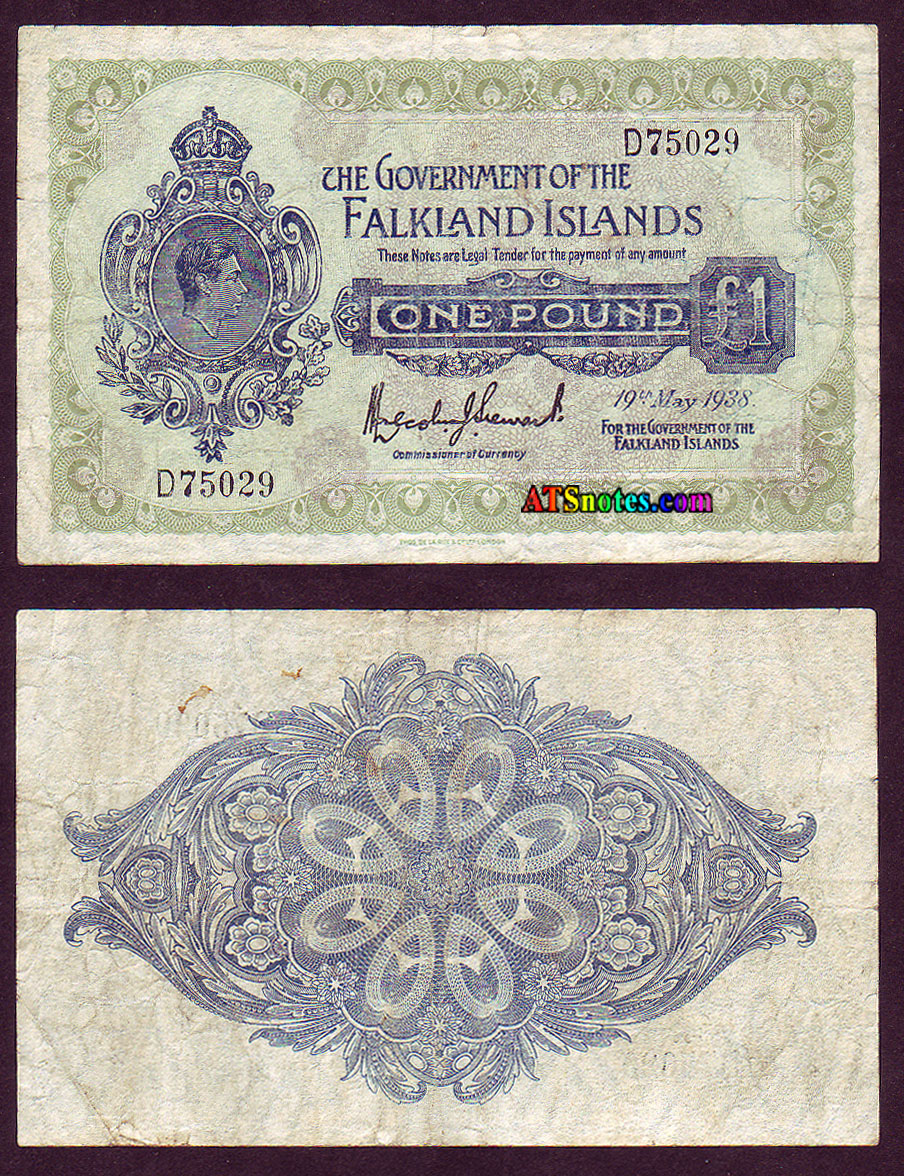 D75029
THE GOVERNMENT OF THE
FALKLAND ISLANDS
These Notes are Legal Tender for the payment of any amount
ONE POUND
£1
19th May 1938.
Commissioner of Currency
FOR THE GOVERNMENT OF THE
FALKLAND ISLANDS
D75029
ATSnotes.com